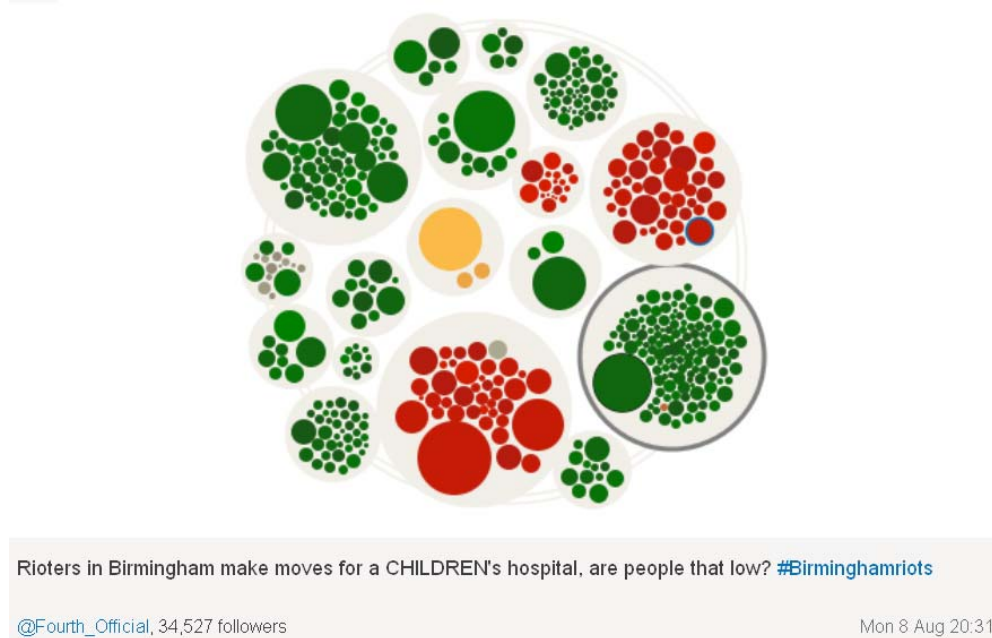 Rioters in Birmingham make moves for a CHILDREN's hospital, are people that low? #Birminghamriots
@Fourth_Official, 34,527 followers
Mon 8 Aug 20:31